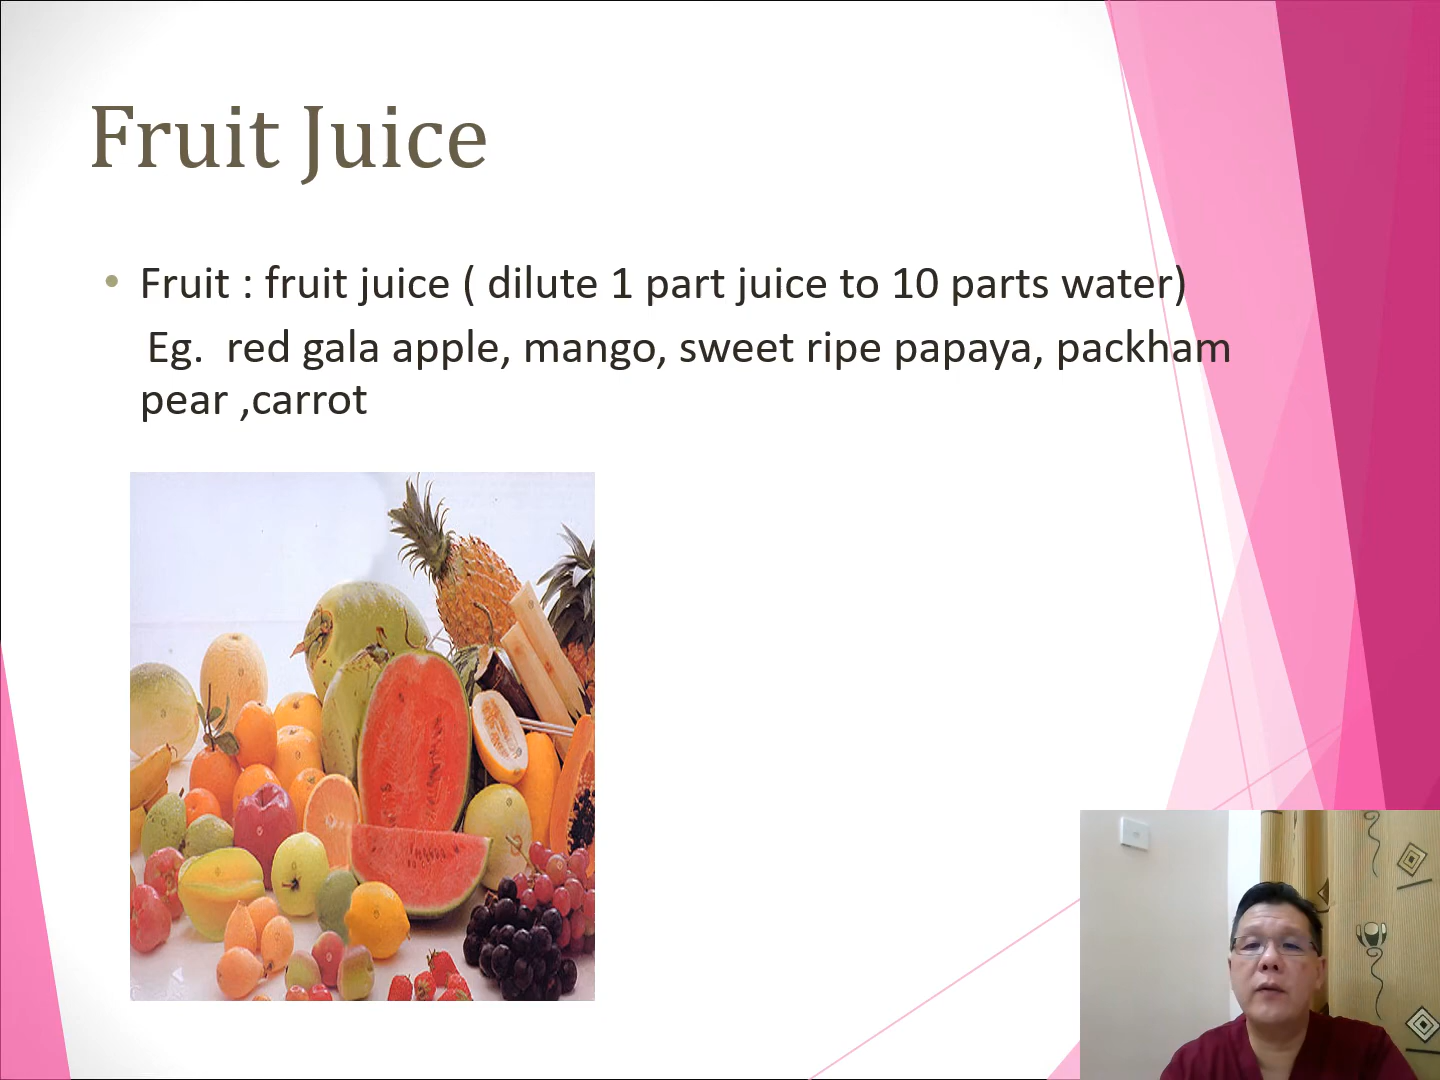 Fruit Juice
• Fruit : fruit juice ( dilute 1 part juice to 10 parts water)
Eg.  red gala apple, mango, sweet ripe papaya, packham
pear ,carrot